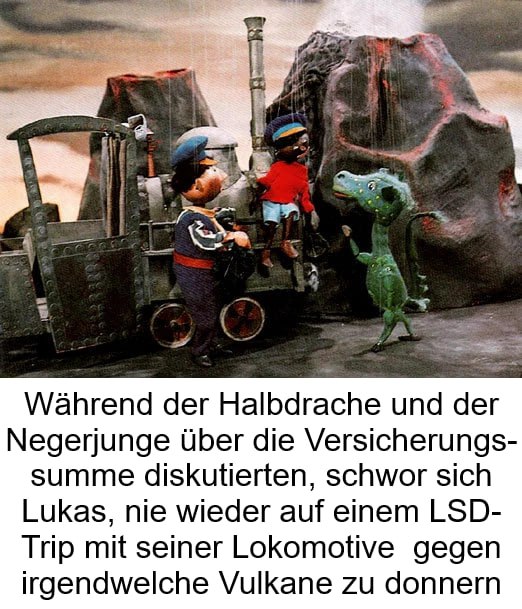 Während der Halbdrache und der
Negerjunge über die Versicherungs-
summe diskutierten, schwor sich
Lukas, nie wieder auf einem LSD-
Trip mit seiner Lokomotive  gegen
irgendwelche Vulkane zu donnern